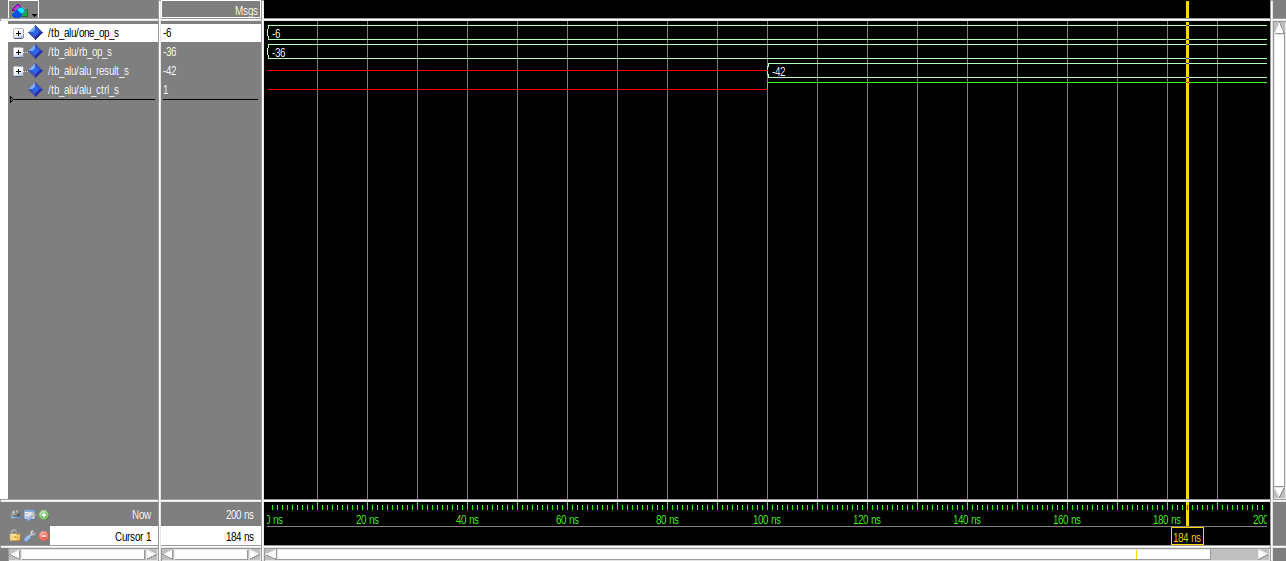 Msgs
/tb_alu/one_op_s -6 -6
/tb_alu/rb_op_s -36 -36
/tb_alu/alu_result_s -42 -42
/tb_alu/alu_ctrl_s 1
Now 200 ns
0 ns 20 ns 40 ns 60 ns 80 ns 100 ns 120 ns 140 ns 160 ns 180 ns 200
Cursor 1 184 ns 184 ns